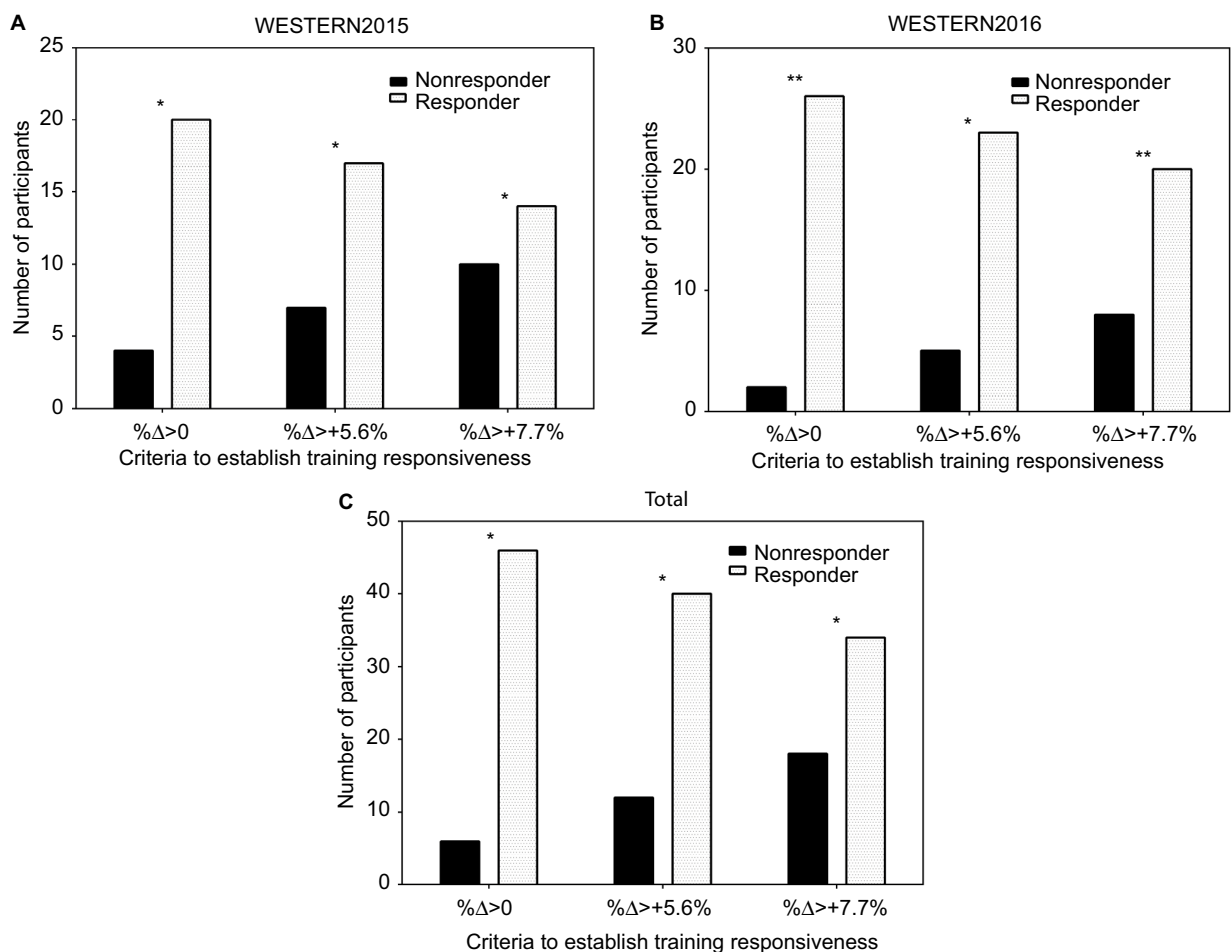 A
WESTERN2015
25
20
15
10
5
0
Number of participants
Nonresponder
Responder
*
*
*
%Δ>0
%Δ>+5.6%
%Δ>+7.7%
Criteria to establish training responsiveness
B
WESTERN2016
30
20
10
0
Number of participants
Nonresponder
Responder
**
*
**
%Δ>0
%Δ>+5.6%
%Δ>+7.7%
Criteria to establish training responsiveness
C
Total
50
40
30
20
10
0
Number of participants
Nonresponder
Responder
*
*
*
%Δ>0
%Δ>+5.6%
%Δ>+7.7%
Criteria to establish training responsiveness